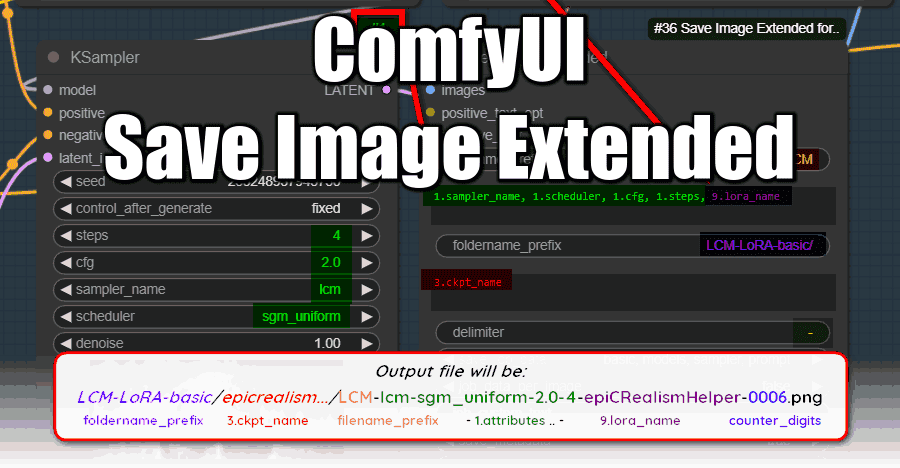 #36 Save Image Extended for..
ComfyUI
Save Image Extended
KSampler
model
LATENT
positive
latent_i
seed
control_after_generate fixed
steps 4
cfg 2.0
sampler_name lcm
scheduler sgm_uniform
denoise 1.00
images
positive_text_opt
1.sampler_name, 1.scheduler, 1.cfg, 1.steps, 9.lora_name
foldername_prefix LCM-LoRA-basic/
3.ckpt_name
delimiter -
Output file will be:
LCM-LoRA-basic/epicrealism.../LCM-lcm-sgm_uniform-2.0-4-epiCRealismHelper-0006.png
foldername_prefix 3.ckpt_name filename_prefix - 1.attributes .. - 9.lora_name counter_digits